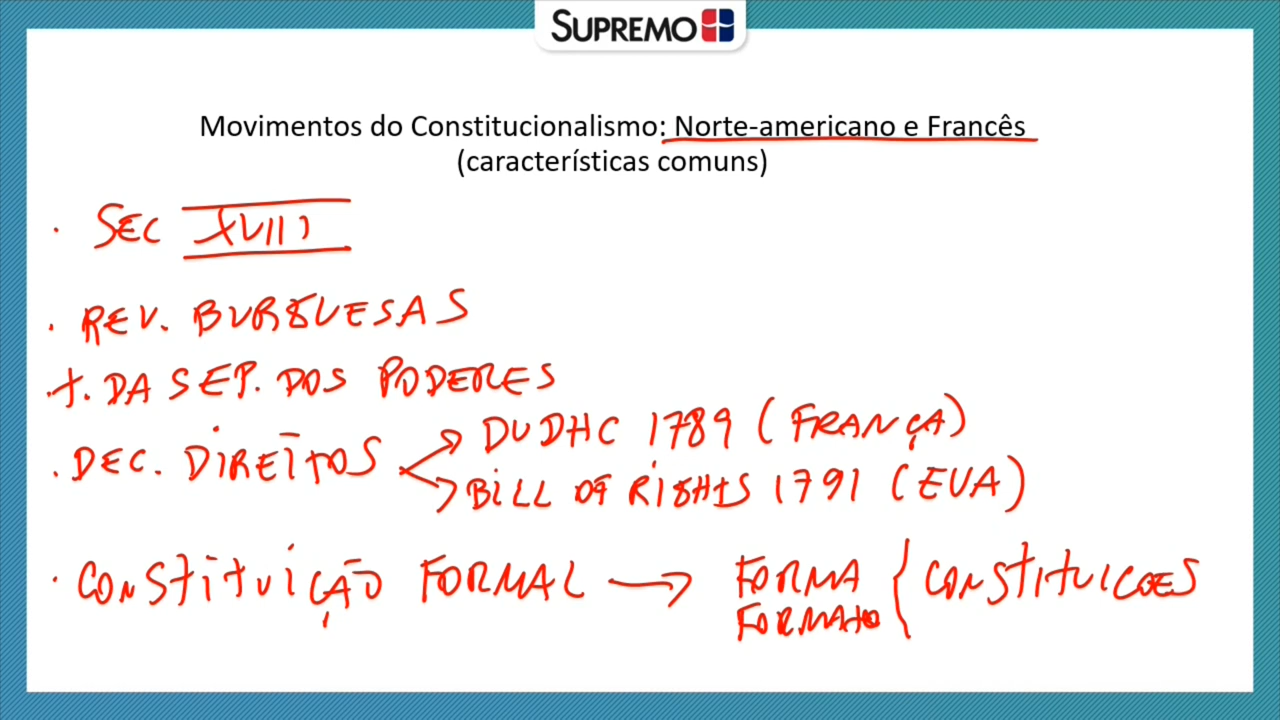 SUPREMO
Movimentos do Constitucionalismo: Norte-americano e Francês
(características comuns)
· SEC XVIII
· REV. BURGUESAS
· T. DA SEP. DOS PODERES
· DEC. DIREITOS
DUDHC 1789 (FRANÇA)
BILL OF RIGHTS 1791 (EUA)
· CONSTITUIÇÃO FORMAL → FORMA { CONSTITUICOES
FORMATO